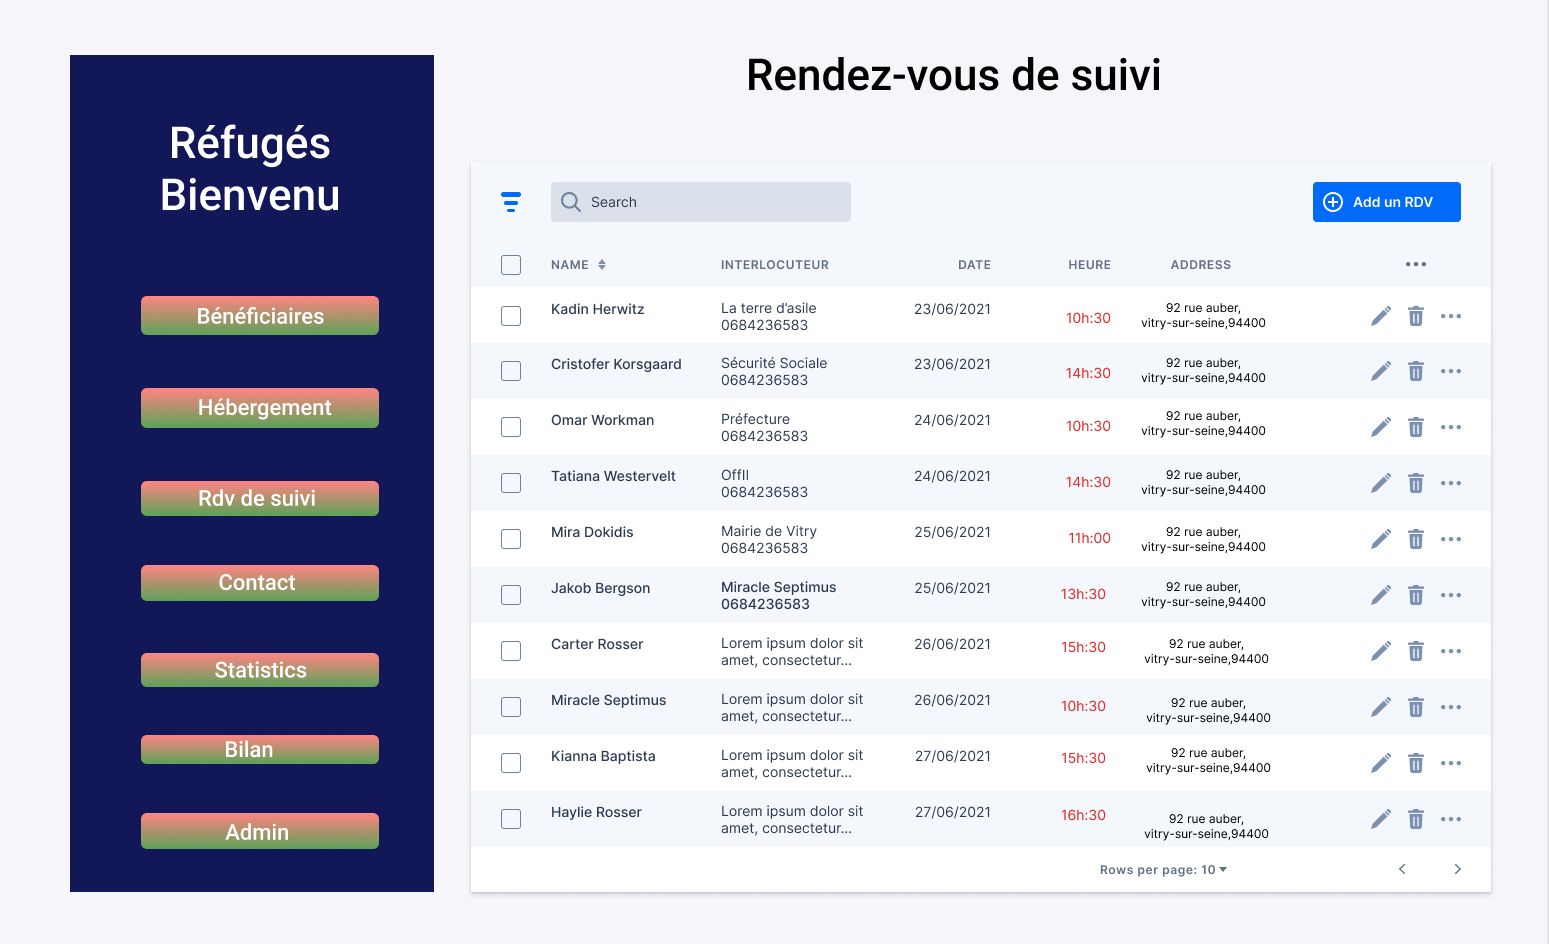 Réfugés
Bienvenu
Bénéficiaires
Hébergement
Rdv de suivi
Contact
Statistics
Bilan
Admin
Rendez-vous de suivi
Search
Add un RDV
NAME INTERLOCUTEUR DATE HEURE ADDRESS
Kadin Herwitz La terre d’asile 23/06/2021 10h:30 92 rue auber,
0684236583 vitry-sur-seine,94400
Cristofer Korsgaard Sécurité Sociale 23/06/2021 14h:30 92 rue auber,
0684236583 vitry-sur-seine,94400
Omar Workman Préfecture 24/06/2021 10h:30 92 rue auber,
0684236583 vitry-sur-seine,94400
Tatiana Westervelt OffII 24/06/2021 14h:30 92 rue auber,
0684236583 vitry-sur-seine,94400
Mira Dokidis Mairie de Vitry 25/06/2021 11h:00 92 rue auber,
0684236583 vitry-sur-seine,94400
Jakob Bergson Miracle Septimus 25/06/2021 13h:30 92 rue auber,
0684236583 vitry-sur-seine,94400
Carter Rosser Lorem ipsum dolor sit 26/06/2021 15h:30 92 rue auber,
amet, consectetur... vitry-sur-seine,94400
Miracle Septimus Lorem ipsum dolor sit 26/06/2021 10h:30 92 rue auber,
amet, consectetur... vitry-sur-seine,94400
Kianna Baptista Lorem ipsum dolor sit 27/06/2021 15h:30 92 rue auber,
amet, consectetur... vitry-sur-seine,94400
Haylie Rosser Lorem ipsum dolor sit 27/06/2021 16h:30 92 rue auber,
amet, consectetur... vitry-sur-seine,94400
Rows per page: 10